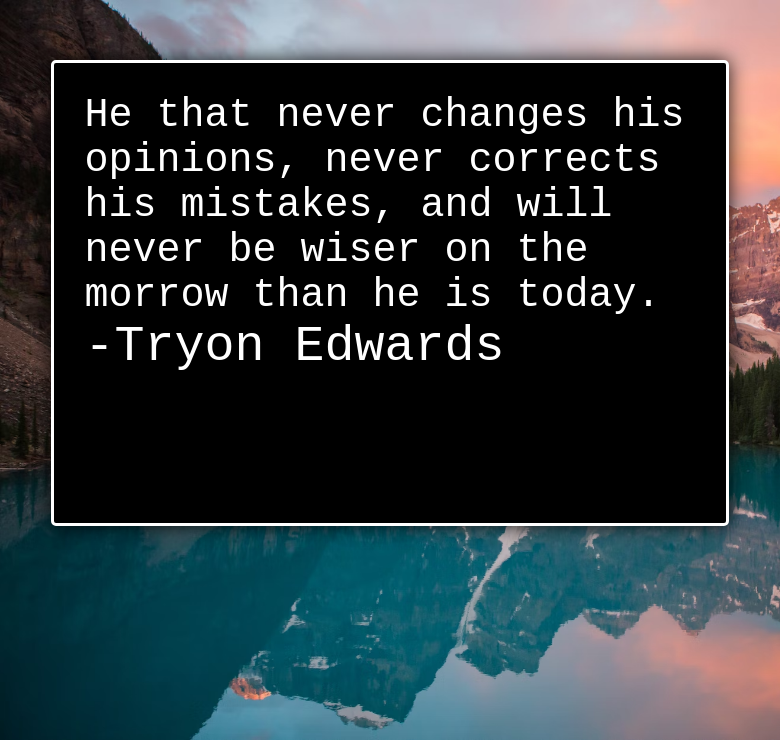 He that never changes his
opinions, never corrects
his mistakes, and will
never be wiser on the
morrow than he is today.
-Tryon Edwards